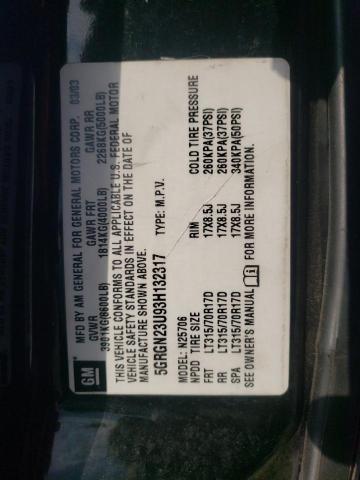 GM
MFD BY AM GENERAL FOR GENERAL MOTORS CORP. 03/03
GVWR GAWR FRT GAWR RR
3901KG(8600LB) 1814KG(4000LB) 2268KG(5000LB)
THIS VEHICLE CONFORMS TO ALL APPLICABLE U.S. FEDERAL MOTOR
VEHICLE SAFETY STANDARDS IN EFFECT ON THE DATE OF
MANUFACTURE SHOWN ABOVE.
5GRGN23U93H132317 TYPE: M.P.V.
MODEL: N25706
NPDD TIRE SIZE RIM COLD TIRE PRESSURE
FRT LT315/70R17D 17X8.5J 260KPA(37PSI)
RR LT315/70R17D 17X8.5J 260KPA(37PSI)
SPA LT315/70R17D 17X8.5J 340KPA(50PSI)
SEE OWNER'S MANUAL FOR MORE INFORMATION.